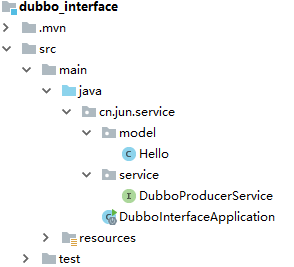 dubbo_interface
.mvn
src
main
java
cn.jun.service
model
Hello
service
DubboProducerService
DubboInterfaceApplication
resources
test